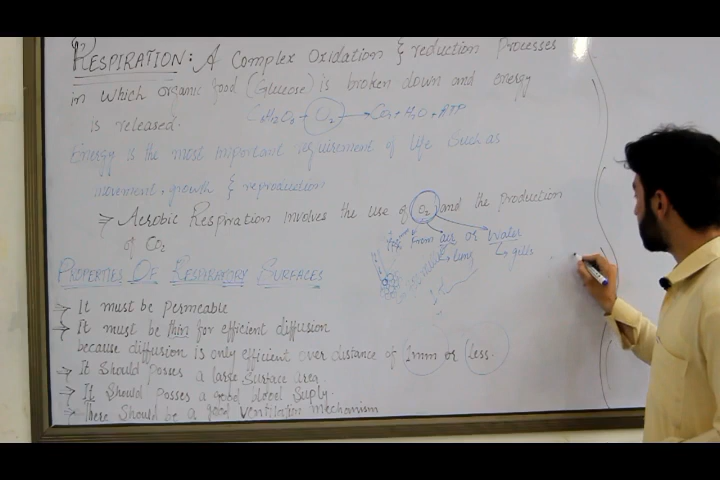 RESPIRATION: A Complex Oxidation & reduction Processes
in which organic food (Glucose) is broken down and energy
is released.
C6H12O6 + O2 → CO2 + H2O + ATP
Energy is the most important requirement of life such as
movement, growth & reproduction
⇒ Aerobic Respiration involves the use of O2 and the production
of CO2
from air or Water
lung
gills
PROPERTIES OF RESPIRATORY SURFACES
→ It must be permeable
→ It must be thin for efficient diffusion
because diffusion is only efficient over distance of 1mm or less.
→ It Should Posses a large Surface area.
→ It Should Posses a good blood Suply.
→ There Should be a good ventilation mechanism